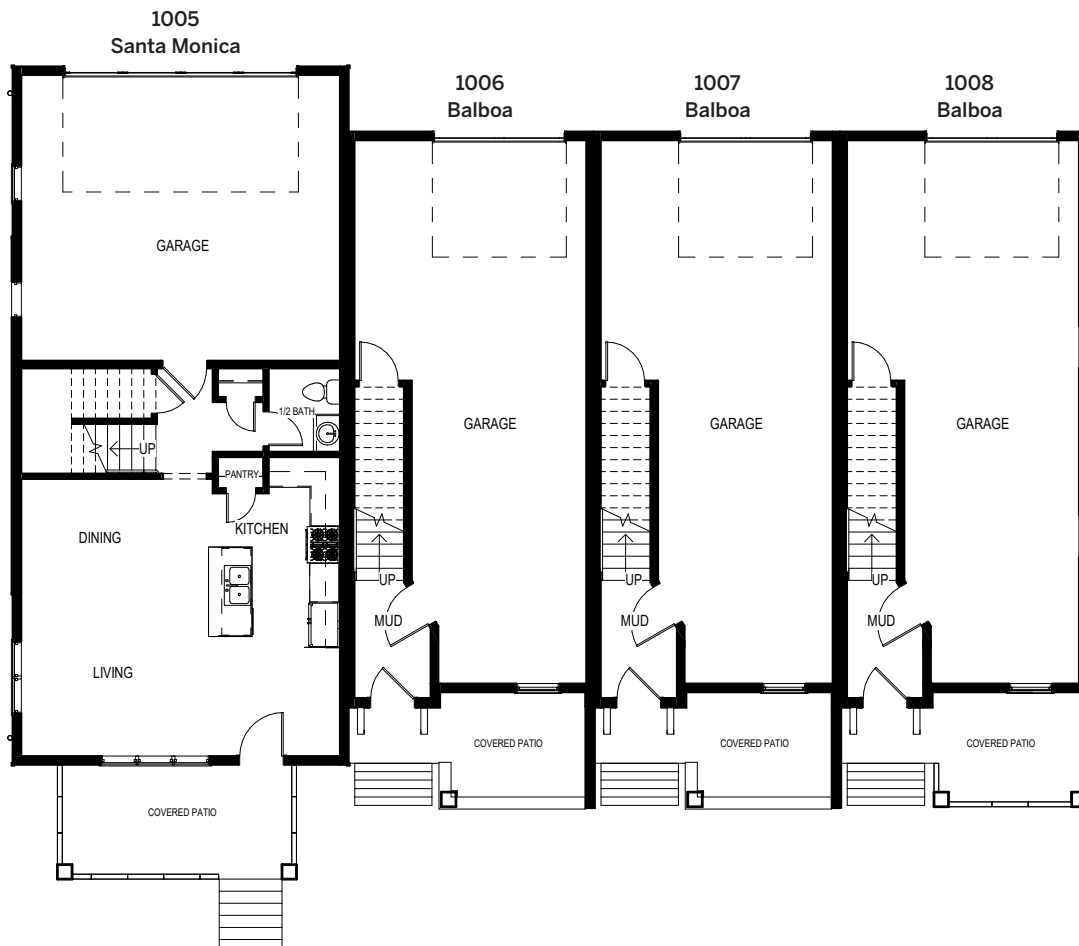 1005
Santa Monica
1006
Balboa
1007
Balboa
1008
Balboa
GARAGE
1/2 BATH
UP
PANTRY
KITCHEN
DINING
LIVING
COVERED PATIO
GARAGE
UP
MUD
COVERED PATIO
GARAGE
UP
MUD
COVERED PATIO
GARAGE
UP
MUD
COVERED PATIO